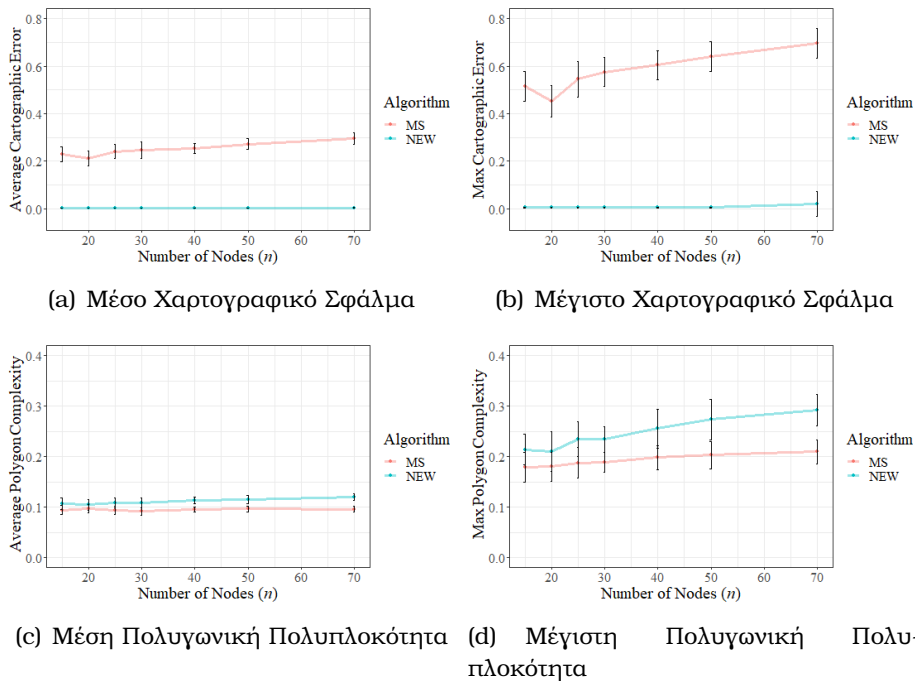 Average Cartographic Error
0.8
0.6
0.4
0.2
0.0
20 30 40 50 60 70
Number of Nodes (n)
Algorithm
MS
NEW
(a) Μέσο Χαρτογραφικό Σφάλμα
Max Cartographic Error
0.8
0.6
0.4
0.2
0.0
20 30 40 50 60 70
Number of Nodes (n)
Algorithm
MS
NEW
(b) Μέγιστο Χαρτογραφικό Σφάλμα
Average Polygon Complexity
0.4
0.3
0.2
0.1
0.0
20 30 40 50 60 70
Number of Nodes (n)
Algorithm
MS
NEW
(c) Μέση Πολυγωνική Πολυπλοκότητα
Max Polygon Complexity
0.4
0.3
0.2
0.1
0.0
20 30 40 50 60 70
Number of Nodes (n)
Algorithm
MS
NEW
(d) Μέγιστη Πολυγωνική Πολυ-
πλοκότητα